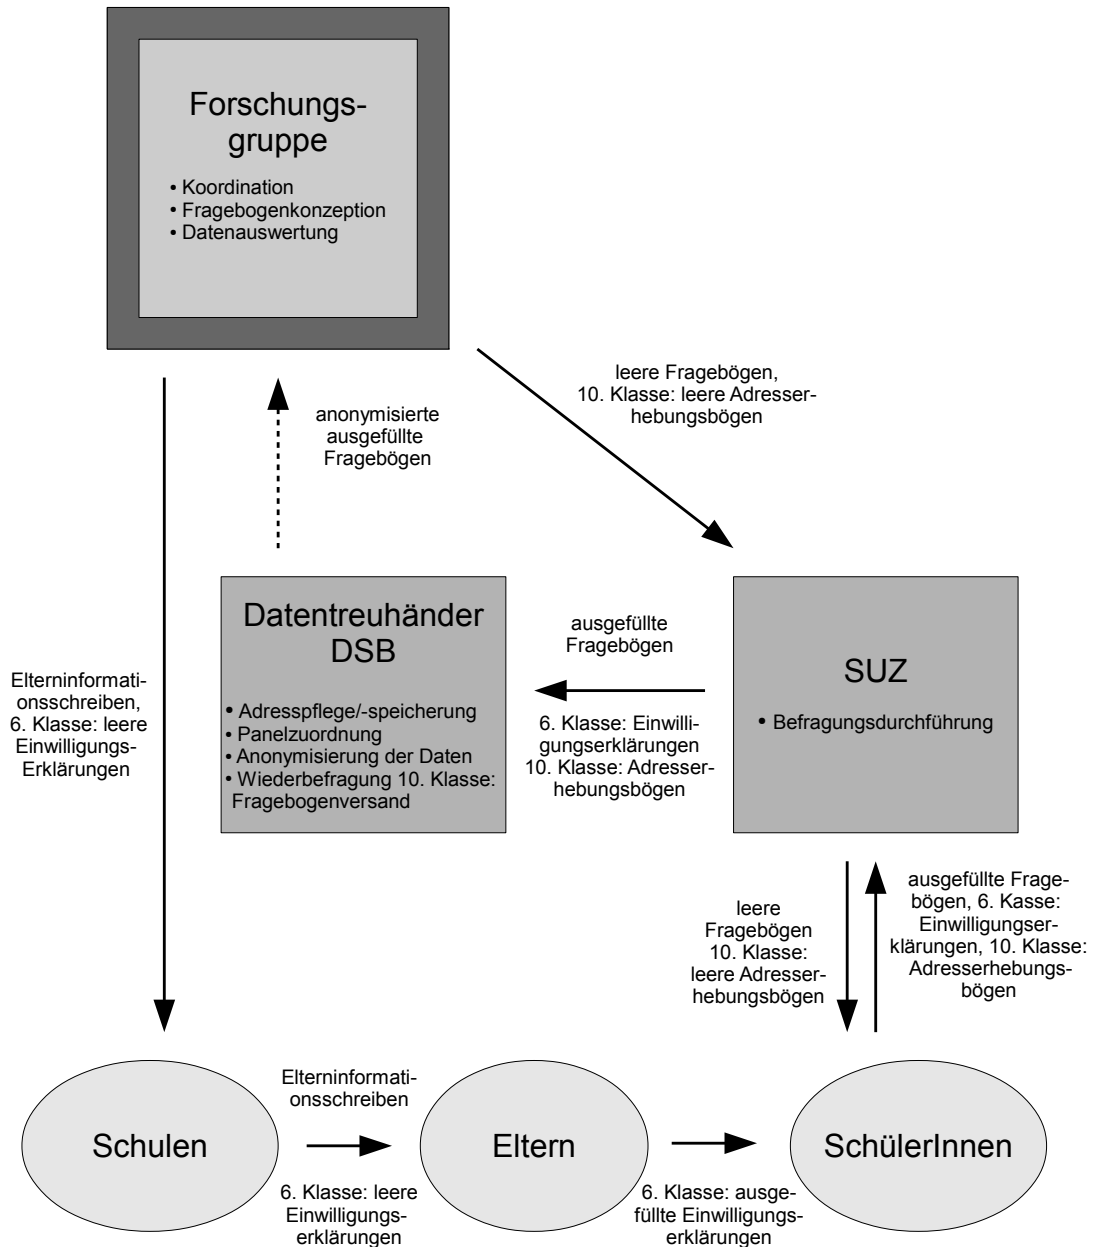 Forschungs-
gruppe
• Koordination
• Fragebogenkonzeption
• Datenauswertung
leere Fragebögen,
10. Klasse: leere Adresser-
hebungsbögen
anonymisierte
ausgefüllte
Fragebögen
Elterninformati-
onsschreiben,
6. Klasse: leere
Einwilligungs-
Erklärungen
Datentreuhänder
DSB
• Adresspflege/-speicherung
• Panelzuordnung
• Anonymisierung der Daten
• Wiederbefragung 10. Klasse:
Fragebogenversand
ausgefüllte
Fragebögen
6. Klasse: Einwilli-
gungserklärungen
10. Klasse: Adresser-
hebungsbögen
SUZ
• Befragungsdurchführung
leere
Fragebögen
10. Klasse:
leere Adresser-
hebungsbögen
ausgefüllte Frage-
bögen, 6. Kasse:
Einwilligungser-
klärungen, 10. Klasse:
Adresserhebungs-
bögen
Schulen
Elterninformati-
onsschreiben
6. Klasse: leere
Einwilligungs-
erklärungen
Eltern
6. Klasse: ausge-
füllte Einwilligungs-
erklärungen
SchülerInnen